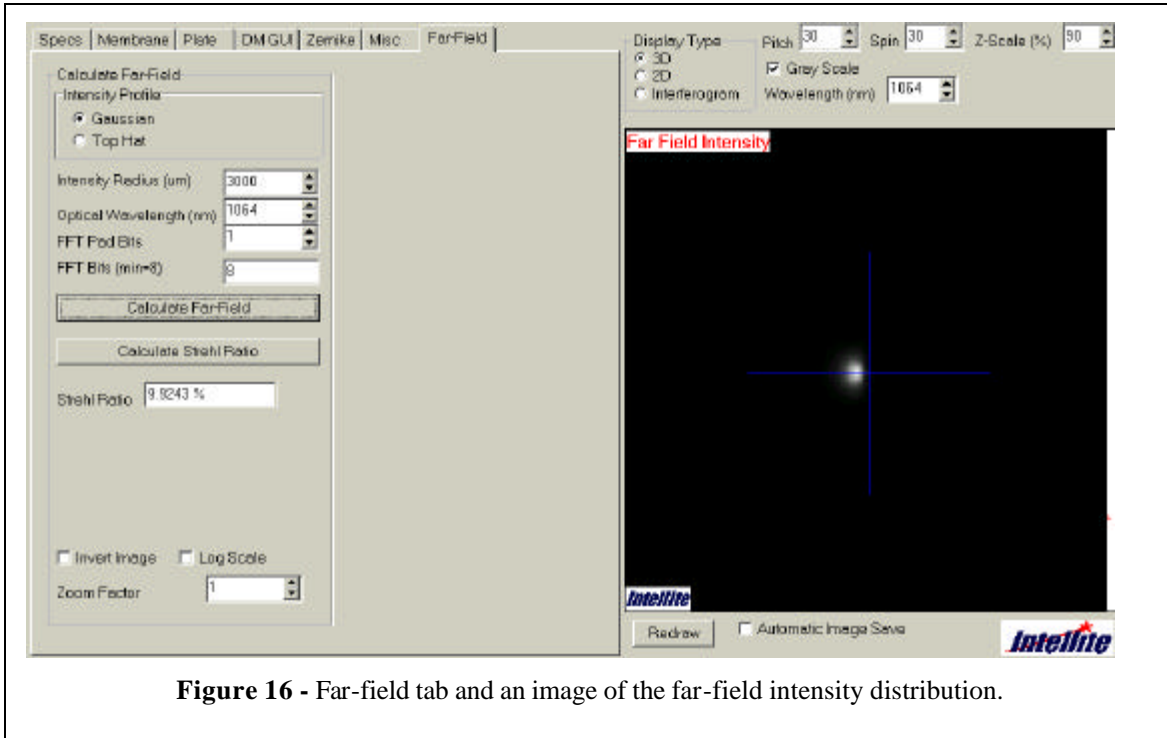 Specs Membrane Plate DM GUI Zernike Misc Far-Field
Calculate Far-Field
Intensity Profile
Gaussian
Top Hat
Intensity Radius (um) 3000
Optical Wavelength (nm) 1064
FFT Pad Bits 1
FFT Bits (min=8) 8
Calculate Far-Field
Calculate Strehl Ratio
Strehl Ratio 9.9243 %
Invert Image Log Scale
Zoom Factor 1
Display Type
3D
2D
Interferogram
Pitch 30 Spin 30 Z-Scale (%) 90
Gray Scale
Wavelength (nm) 1064
Far Field Intensity
Intellite
Redraw Automatic Image Save
Intellite
Figure 16 - Far-field tab and an image of the far-field intensity distribution.